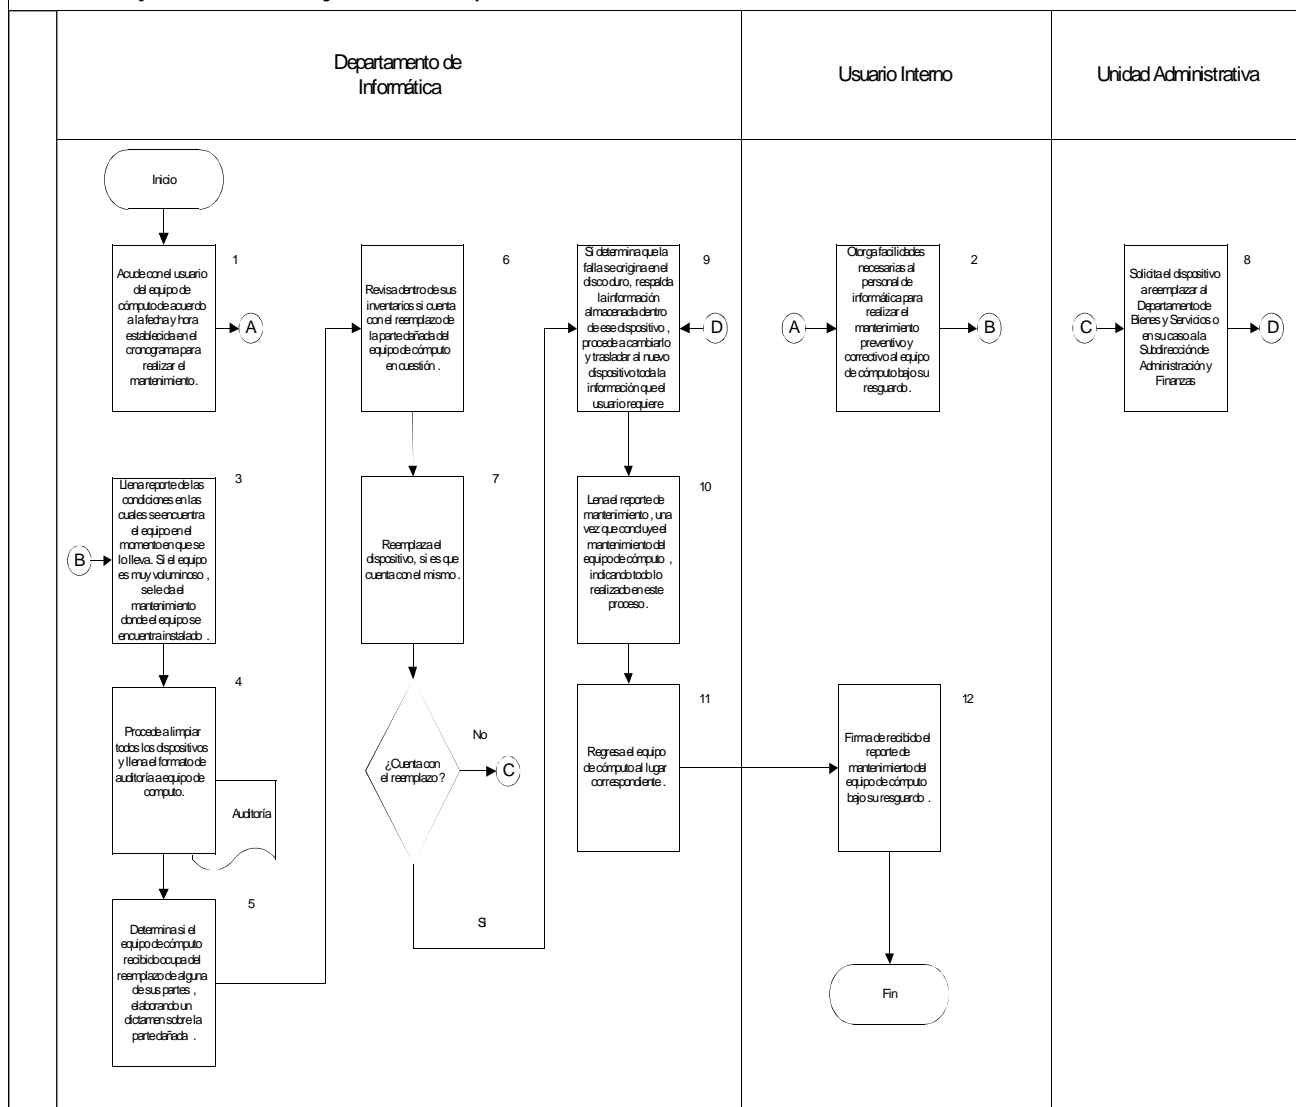 Departamento de
Informática
Usuario Interno
Unidad Administrativa
Inicio
1
Acude con el usuario
del equipo de
cómputo de acuerdo
a la fecha y hora
establecida en el
cronograma para
realizar el
mantenimiento.
A
B
3
Llena reporte de las
condiciones en las
cuales se encuentra
el equipo en el
momento en que se
lo lleva. Si el equipo
es muy voluminoso ,
se le da el
mantenimiento
donde el equipo se
encuentra instalado .
4
Procede a limpiar
todos los dispositivos
y llena el formato de
auditoría a equipo de
computo.
Auditoría
5
Determina si el
equipo de cómputo
recibido ocupa del
reemplazo de alguna
de sus partes ,
elaborando un
dictamen sobre la
parte dañada .
6
Revisa dentro de sus
inventarios si cuenta
con el reemplazo de
la parte dañada del
equipo de cómputo
en cuestión .
7
Reemplaza el
dispositivo, si es que
cuenta con el mismo .
¿Cuenta con
el reemplazo ?
No
C
Si
9
Si determina que la
falla se origina en el
disco duro, respalda
la información
almacenada dentro
de ese dispositivo ,
procede a cambiarlo
y trasladar al nuevo
dispositivo toda la
información que el
usuario requiere
D
10
Lena el reporte de
mantenimiento , una
vez que concluye el
mantenimiento del
equipo de cómputo ,
indicando todo lo
realizado en este
proceso .
11
Regresa el equipo
de cómputo al lugar
correspondiente .
A
2
Otorga facilidades
necesarias al
personal de
informática para
realizar el
mantenimiento
preventivo y
correctivo al equipo
de cómputo bajo su
resguardo .
B
12
Firma de recibido el
reporte de
mantenimiento del
equipo de cómputo
bajo su resguardo .
Fin
C
8
Solicita el dispositivo
a reemplazar al
Departamento de
Bienes y Servicios o
en su caso a la
Subdirección de
Administración y
Finanzas
D